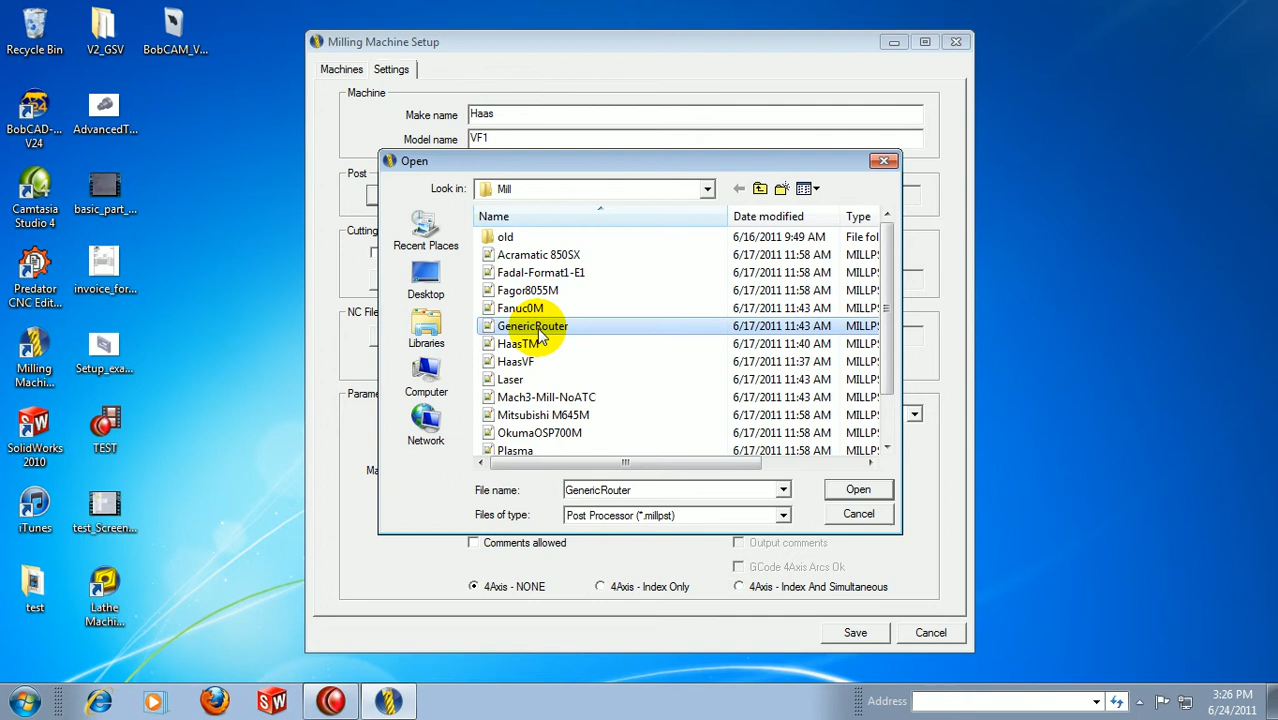 Recycle Bin
V2_GSV
BobCAM_V...
BobCAD-...
V24
AdvancedT...
Camtasia
Studio 4
basic_part_...
Predator
CNC Edit...
invoice_for...
Milling
Machi...
Setup_exa...
SolidWorks
2010
TEST
iTunes
test_Screen...
test
Lathe
Machi...
Milling Machine Setup
Machines
Settings
Machine
Make name
Haas
Model name
VF1
Post
Cutting
NC File
Parame
Ma
Open
Look in:
Mill
Recent Places
Desktop
Libraries
Computer
Network
Name
Date modified
Type
old
6/16/2011 9:49 AM
File fol
Acramatic 850SX
6/17/2011 11:58 AM
MILLPS
Fadal-Format1-E1
6/17/2011 11:58 AM
MILLPS
Fagor8055M
6/17/2011 11:58 AM
MILLPS
Fanuc0M
6/17/2011 11:43 AM
MILLPS
GenericRouter
6/17/2011 11:43 AM
MILLPS
HaasTM
6/17/2011 11:40 AM
MILLPS
HaasVF
6/17/2011 11:37 AM
MILLPS
Laser
6/17/2011 11:43 AM
MILLPS
Mach3-Mill-NoATC
6/17/2011 11:43 AM
MILLPS
Mitsubishi M645M
6/17/2011 11:58 AM
MILLPS
OkumaOSP700M
6/17/2011 11:58 AM
MILLPS
Plasma
6/17/2011 11:43 AM
MILLPS
File name:
GenericRouter
Open
Files of type:
Post Processor (*.millpst)
Cancel
Comments allowed
Output comments
GCode 4Axis Arcs Ok
4Axis - NONE
4Axis - Index Only
4Axis - Index And Simultaneous
Save
Cancel
Address
3:26 PM
6/24/2011